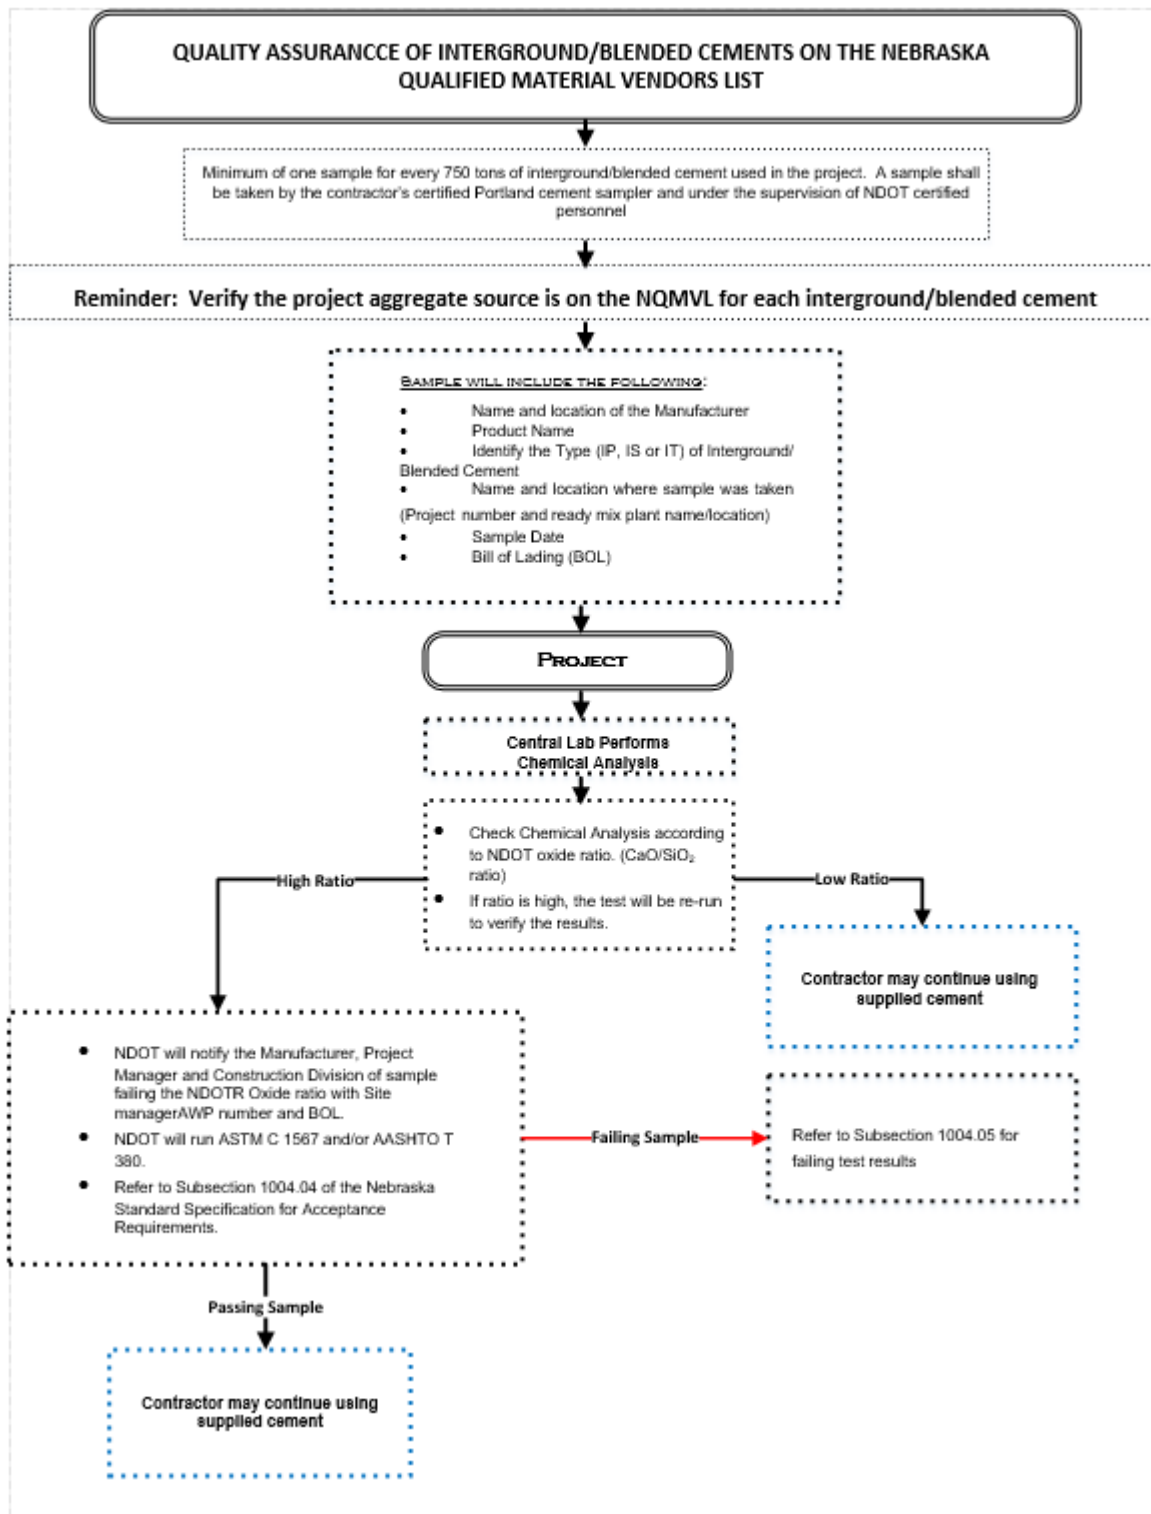 QUALITY ASSURANCCE OF INTERGROUND/BLENDED CEMENTS ON THE NEBRASKA
QUALIFIED MATERIAL VENDORS LIST
Minimum of one sample for every 750 tons of interground/blended cement used in the project. A sample shall
be taken by the contractor's certified Portland cement sampler and under the supervision of NDOT certified
personnel
Reminder: Verify the project aggregate source is on the NQMVL for each interground/blended cement
SAMPLE WILL INCLUDE THE FOLLOWING:
• Name and location of the Manufacturer
• Product Name
• Identify the Type (IP, IS or IT) of Interground/
Blended Cement
• Name and location where sample was taken
(Project number and ready mix plant name/location)
• Sample Date
• Bill of Lading (BOL)
PROJECT
Central Lab Performs
Chemical Analysis
• Check Chemical Analysis according
to NDOT oxide ratio. (CaO/SiO₂
ratio)
• If ratio is high, the test will be re-run
to verify the results.
High Ratio
Low Ratio
Contractor may continue using
supplied cement
• NDOT will notify the Manufacturer, Project
Manager and Construction Division of sample
failing the NDOTR Oxide ratio with Site
managerAWP number and BOL.
• NDOT will run ASTM C 1567 and/or AASHTO T
380.
• Refer to Subsection 1004.04 of the Nebraska
Standard Specification for Acceptance
Requirements.
Failing Sample
Refer to Subsection 1004.05 for
failing test results
Passing Sample
Contractor may continue using
supplied cement